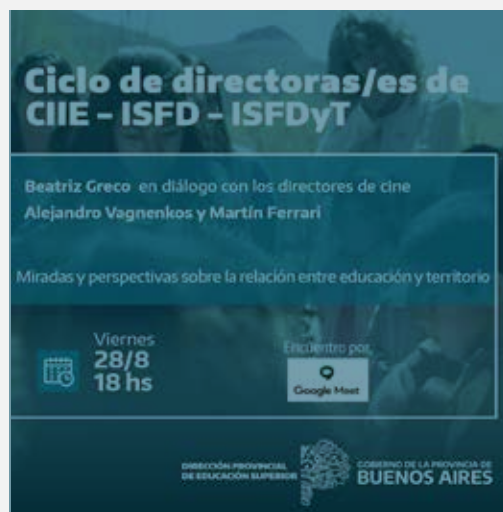 Ciclo de directoras/es de
CIIE – ISFD – ISFDyT
Beatriz Greco en diálogo con los directores de cine
Alejandro Vagnenkos y Martín Ferrari
Miradas y perspectivas sobre la relación entre educación y territorio
Viernes
28/8
18 hs
Encuentro por
Google Meet
DIRECCIÓN PROVINCIAL
DE EDUCACIÓN SUPERIOR
GOBIERNO DE LA PROVINCIA DE
BUENOS AIRES